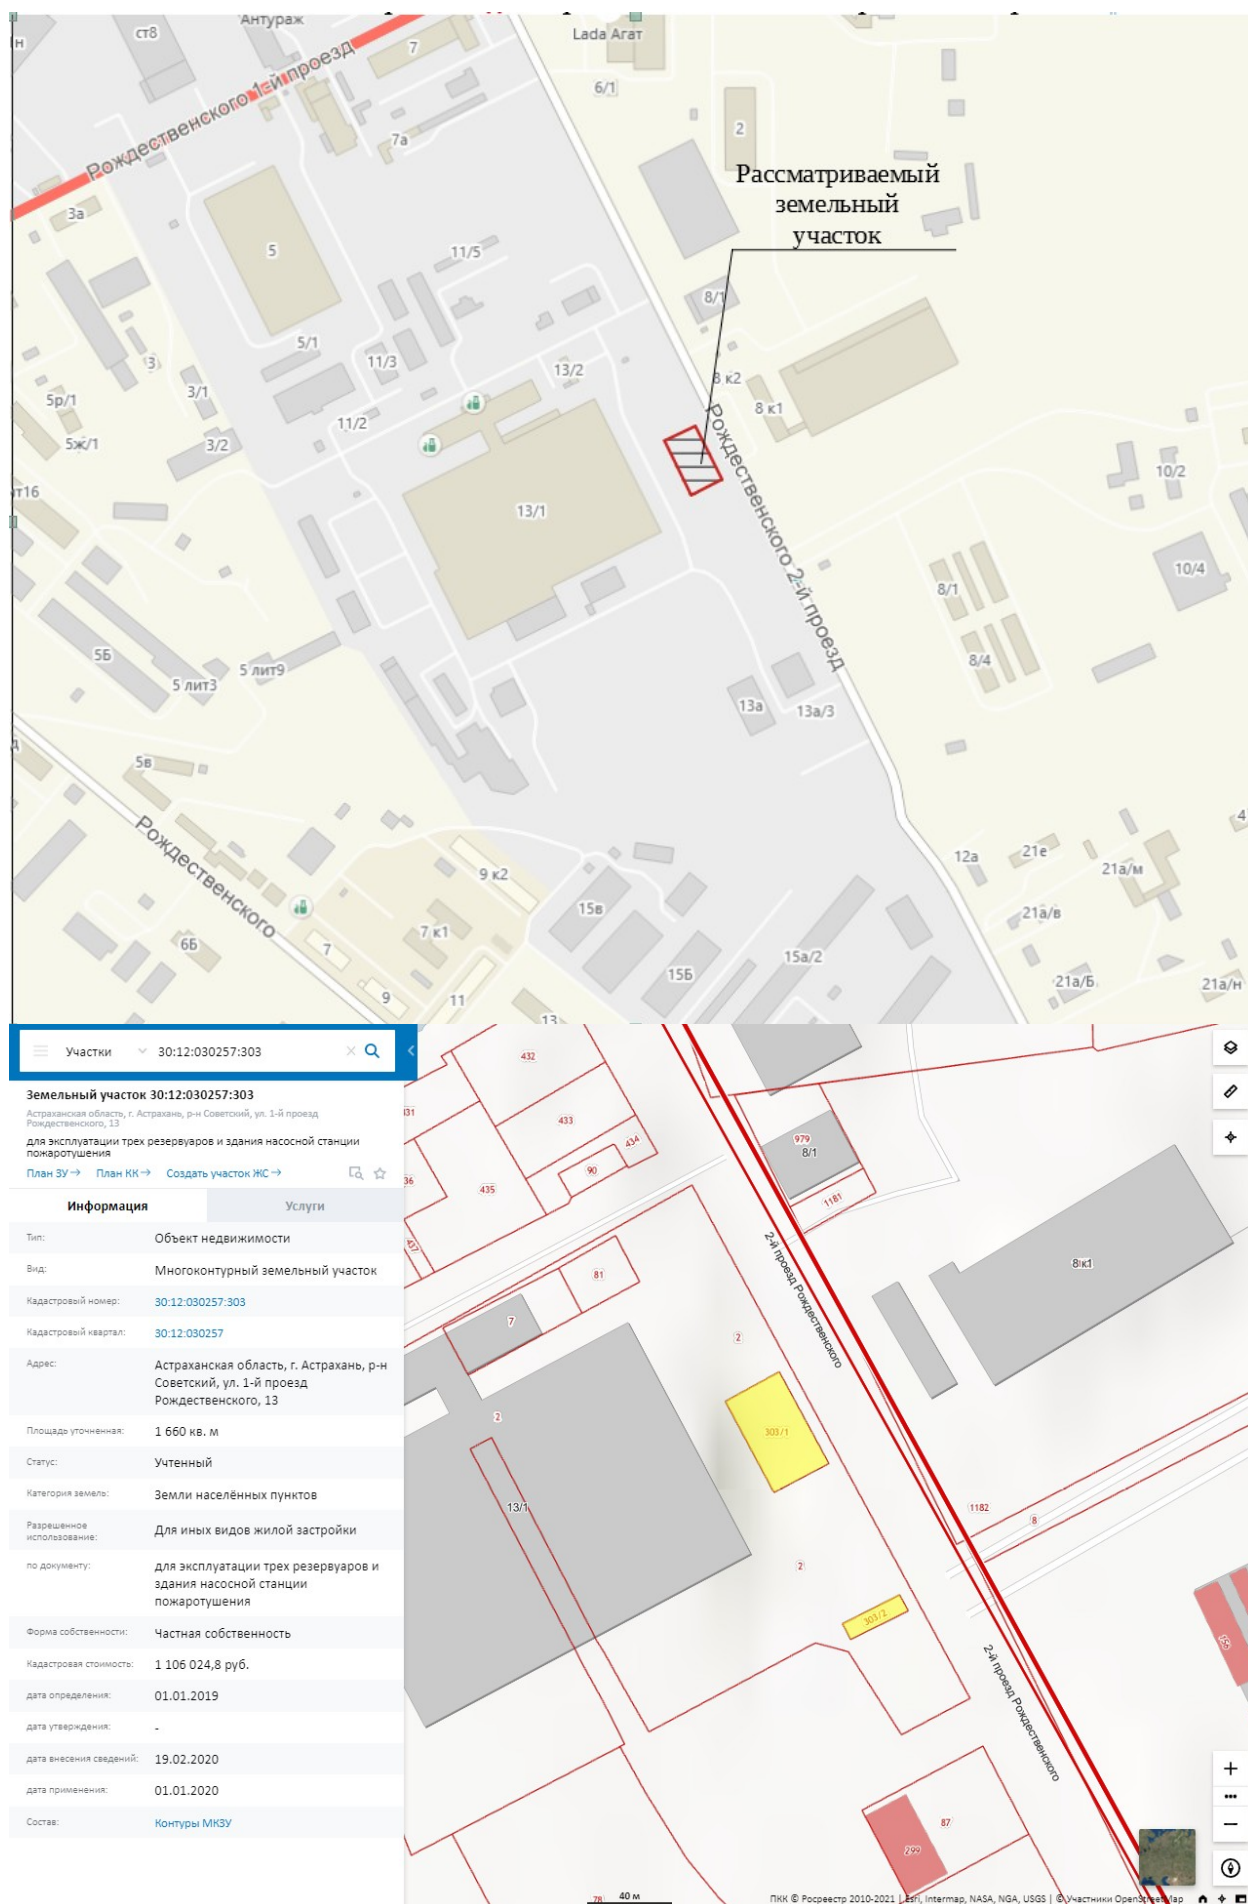 Антураж
ст8
н
7
Lada Агат
6/1
Рождественского 1-й проезд
7а
2
Рассматриваемый
земельный
участок
3а
5
11/5
8/1
5/1
11/3
13/2
3
3/1
8 к2
5р/1
8 к1
11/2
5ж/1
3/2
10/2
т16
13/1
Рождественского 2-й проезд
10/4
8/1
5Б
5 лит9
8/4
5 лит3
13а
13а/3
5в
Рождественского
4
12а
21е
21а/м
9 к2
15в
21а/в
7 к1
6Б
7
15а/2
15Б
21а/Б
21а/н
9
11
13
Участки
30:12:030257:303
Земельный участок 30:12:030257:303
Астраханская область, г. Астрахань, р-н Советский, ул. 1-й проезд
Рождественского, 13
для эксплуатации трех резервуаров и здания насосной станции
пожаротушения
План ЗУ→ План КК→ Создать участок ЖС→
Информация Услуги
Тип: Объект недвижимости
Вид: Многоконтурный земельный участок
Кадастровый номер: 30:12:030257:303
Кадастровый квартал: 30:12:030257
Адрес: Астраханская область, г. Астрахань, р-н
Советский, ул. 1-й проезд
Рождественского, 13
Площадь уточненная: 1 660 кв. м
Статус: Учтенный
Категория земель: Земли населённых пунктов
Разрешенное
использование: Для иных видов жилой застройки
по документу: для эксплуатации трех резервуаров и
здания насосной станции
пожаротушения
Форма собственности: Частная собственность
Кадастровая стоимость: 1 106 024,8 руб.
дата определения: 01.01.2019
дата утверждения: -
дата внесения сведений: 19.02.2020
дата применения: 01.01.2020
Состав: Контуры МКЗУ
432
431
433
434
979
8/1
90
436
435
1181
437
2-й проезд Рождественского
8к1
81
7
2
2
303/1
13/1
1182
8
2
303/2
2-й проезд Рождественского
87
299
78
40 м
ПКК © Росреестр 2010-2021 | Esri, Intermap, NASA, NGA, USGS | © Участники OpenStreetMap